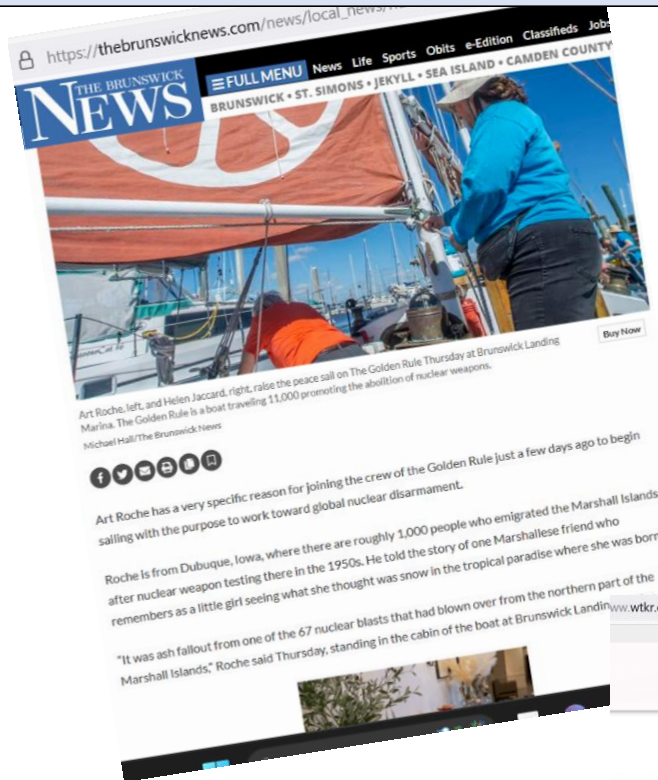 https://thebrunswicknews.com/news/local_news/
THE BRUNSWICK
NEWS
FULL MENU News Life Sports Obits e-Edition Classifieds Jobs
BRUNSWICK • ST. SIMONS • JEKYLL • SEA ISLAND • CAMDEN COUNTY
Buy Now
Art Roche, left, and Helen Jaccard, right, raise the peace sail on The Golden Rule Thursday at Brunswick Landing
Marina. The Golden Rule is a boat traveling 11,000 promoting the abolition of nuclear weapons.
Michael Hall/The Brunswick News
Art Roche has a very specific reason for joining the crew of the Golden Rule just a few days ago to begin
sailing with the purpose to work toward global nuclear disarmament.
Roche is from Dubuque, Iowa, where there are roughly 1,000 people who emigrated the Marshall Islands
after nuclear weapon testing there in the 1950s. He told the story of one Marshallese friend who
remembers as a little girl seeing what she thought was snow in the tropical paradise where she was born
"It was ash fallout from one of the 67 nuclear blasts that had blown over from the northern part of the
Marshall Islands," Roche said Thursday, standing in the cabin of the boat at Brunswick
ww.wtkr.